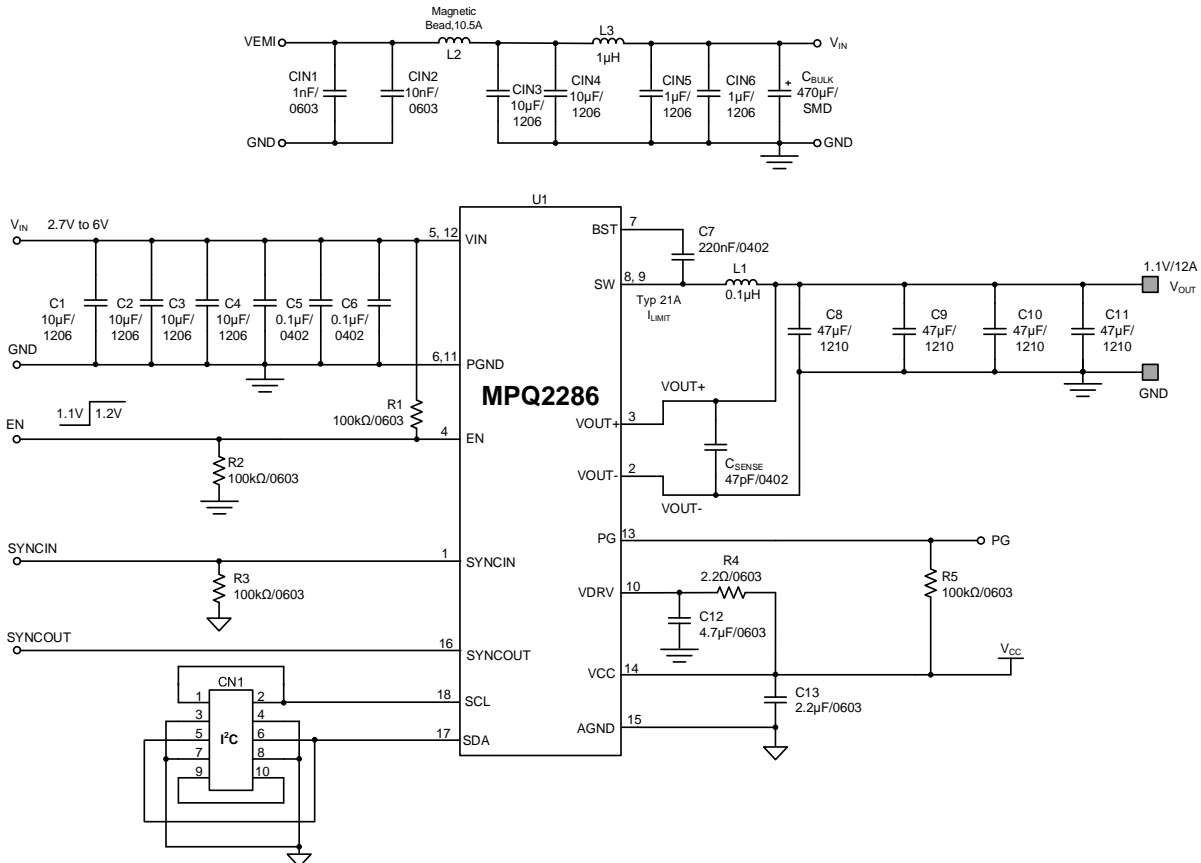 Magnetic
Bead,10.5A
VEMI
L2
L3
1µH
V_IN
CIN1
1nF/
0603
CIN2
10nF/
0603
CIN3
10µF/
1206
CIN4
10µF/
1206
CIN5
1µF/
1206
CIN6
1µF/
1206
+
C_BULK
470µF/
SMD
GND
GND
U1
V_IN 2.7V to 6V
5, 12
VIN
C1
10µF/
1206
C2
10µF/
1206
C3
10µF/
1206
C4
10µF/
1206
C5
0.1µF/
0402
C6
0.1µF/
0402
GND
6,11
PGND
R1
100kΩ/0603
1.1V
1.2V
EN
4
EN
R2
100kΩ/0603
SYNCIN
1
SYNCIN
R3
100kΩ/0603
SYNCOUT
16
SYNCOUT
CN1
1
2
3
4
5
6
7
8
9
10
I²C
18
SCL
17
SDA
MPQ2286
BST
7
C7
220nF/0402
SW
8, 9
Typ 21A
I_LIMIT
L1
0.1µH
1.1V/12A
V_OUT
C8
47µF/
1210
C9
47µF/
1210
C10
47µF/
1210
C11
47µF/
1210
GND
VOUT+
VOUT+
3
C_SENSE
47pF/0402
VOUT-
2
VOUT-
PG
13
PG
R4
2.2Ω/0603
VDRV
10
C12
4.7µF/0603
R5
100kΩ/0603
VCC
14
V_CC
C13
2.2µF/0603
AGND
15